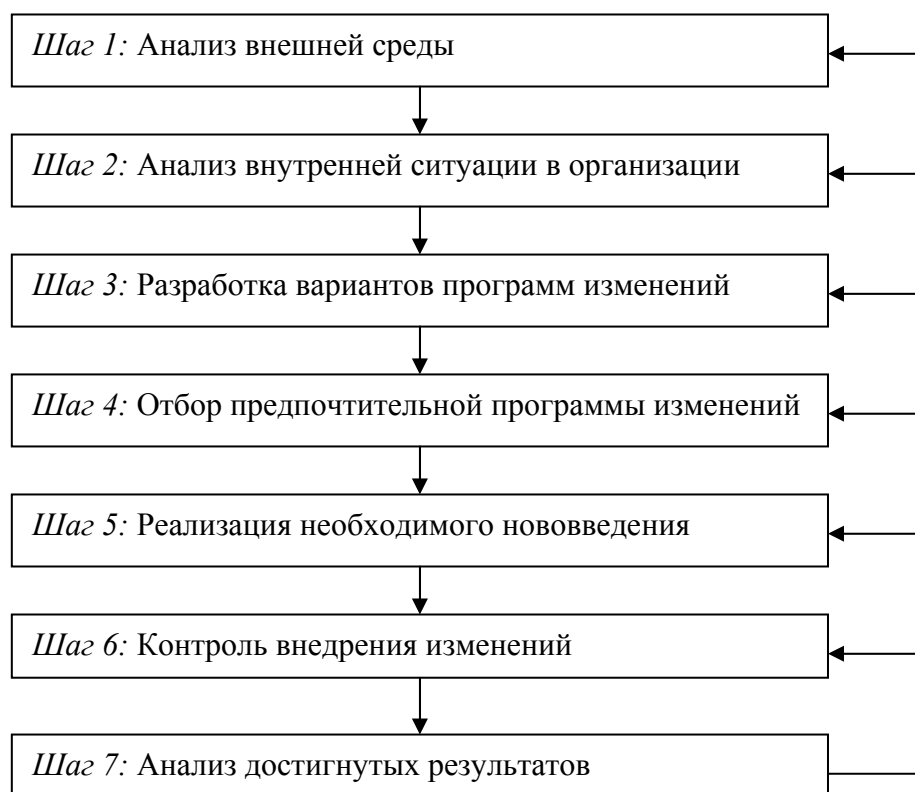 Шаг 1: Анализ внешней среды
Шаг 2: Анализ внутренней ситуации в организации
Шаг 3: Разработка вариантов программ изменений
Шаг 4: Отбор предпочтительной программы изменений
Шаг 5: Реализация необходимого нововведения
Шаг 6: Контроль внедрения изменений
Шаг 7: Анализ достигнутых результатов